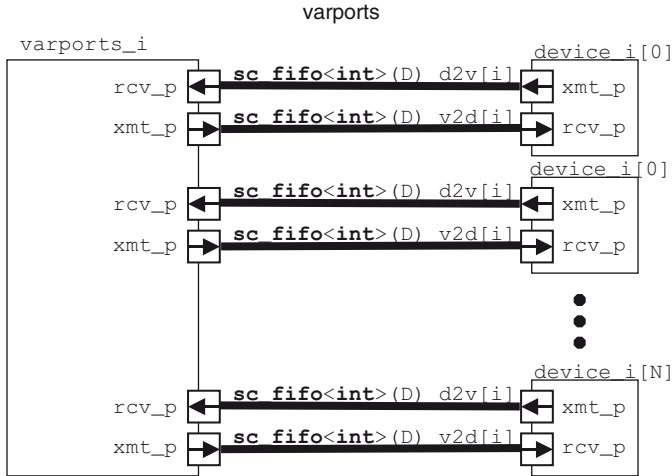 varports
varports_i
device_i[0]
rcv_p sc_fifo<int>(D) d2v[i] xmt_p
xmt_p sc_fifo<int>(D) v2d[i] rcv_p
device_i[0]
rcv_p sc_fifo<int>(D) d2v[i] xmt_p
xmt_p sc_fifo<int>(D) v2d[i] rcv_p
device_i[N]
rcv_p sc_fifo<int>(D) d2v[i] xmt_p
xmt_p sc_fifo<int>(D) v2d[i] rcv_p